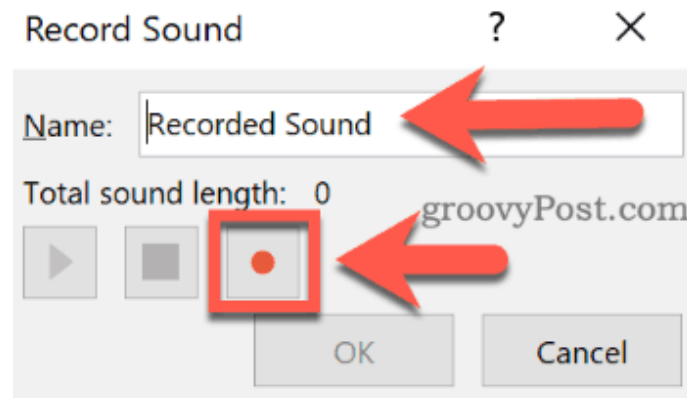 Record Sound ? ×
Name: Recorded Sound
Total sound length: 0
groovyPost.com
OK Cancel